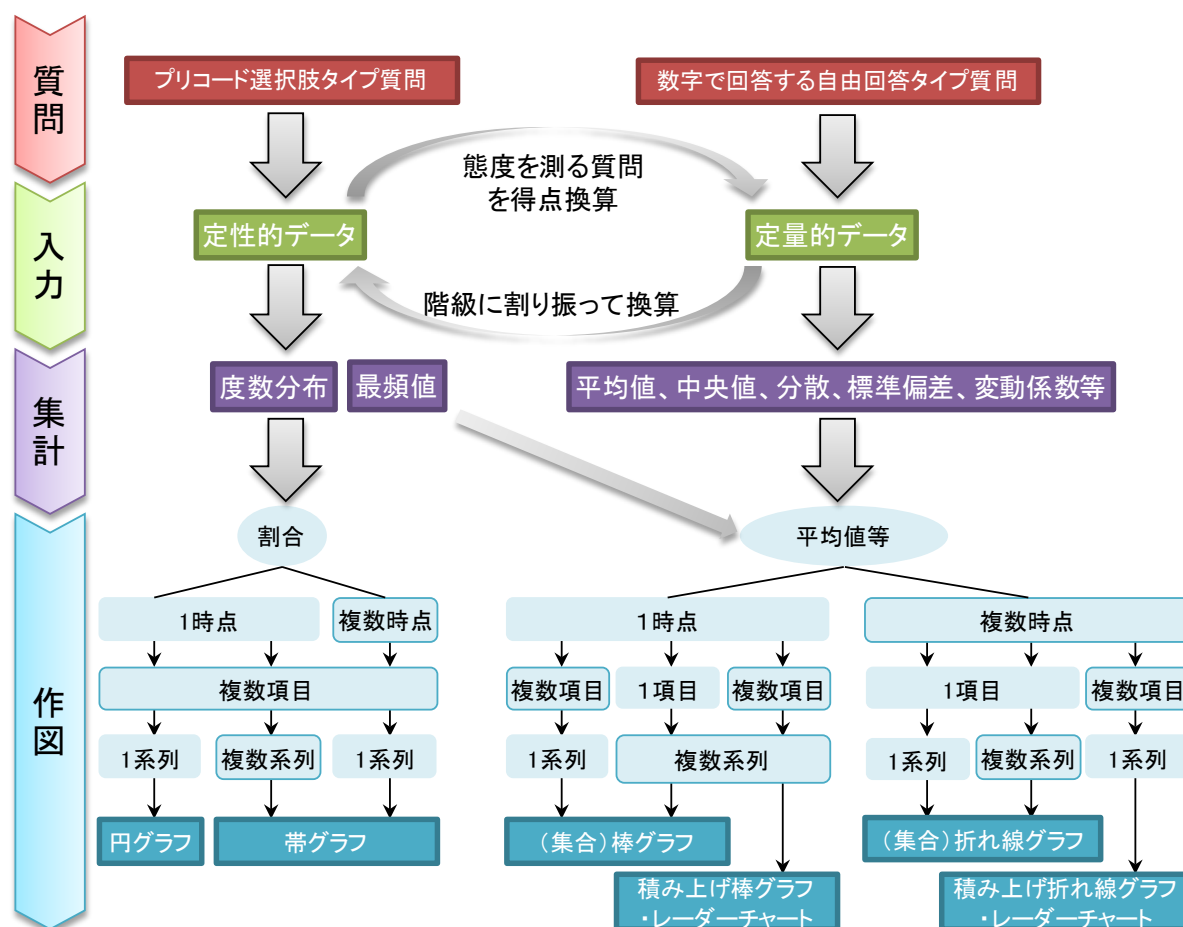 質問
プリコード選択肢タイプ質問
数字で回答する自由回答タイプ質問
態度を測る質問
を得点換算
入力
定性的データ
定量的データ
階級に割り振って換算
集計
度数分布
最頻値
平均値、中央値、分散、標準偏差、変動係数等
作図
割合
平均値等
1時点
複数時点
1時点
複数時点
複数項目
複数項目
1項目
複数項目
1項目
複数項目
1系列
複数系列
1系列
1系列
複数系列
1系列
複数系列
1系列
円グラフ
帯グラフ
(集合)棒グラフ
(集合)折れ線グラフ
積み上げ棒グラフ
・レーダーチャート
積み上げ折れ線グラフ
・レーダーチャート